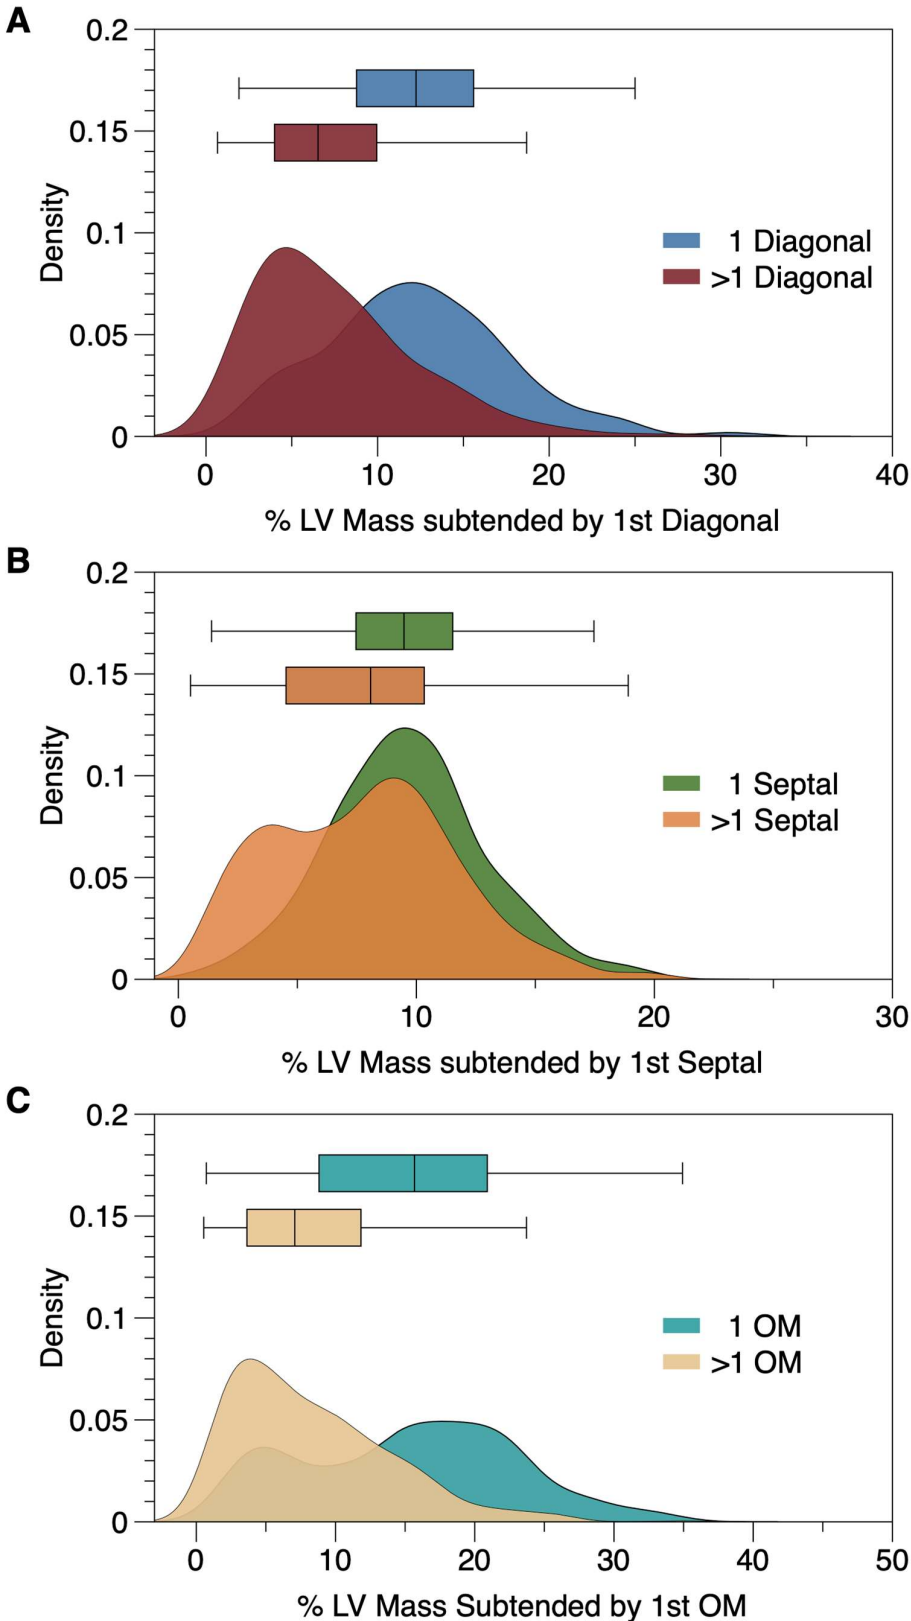 A
0.2
0.15
0.1
0.05
0
Density
1 Diagonal
>1 Diagonal
0 10 20 30 40
% LV Mass subtended by 1st Diagonal
B
0.2
0.15
0.1
0.05
0
Density
1 Septal
>1 Septal
0 10 20 30
% LV Mass subtended by 1st Septal
C
0.2
0.15
0.1
0.05
0
Density
1 OM
>1 OM
0 10 20 30 40 50
% LV Mass Subtended by 1st OM